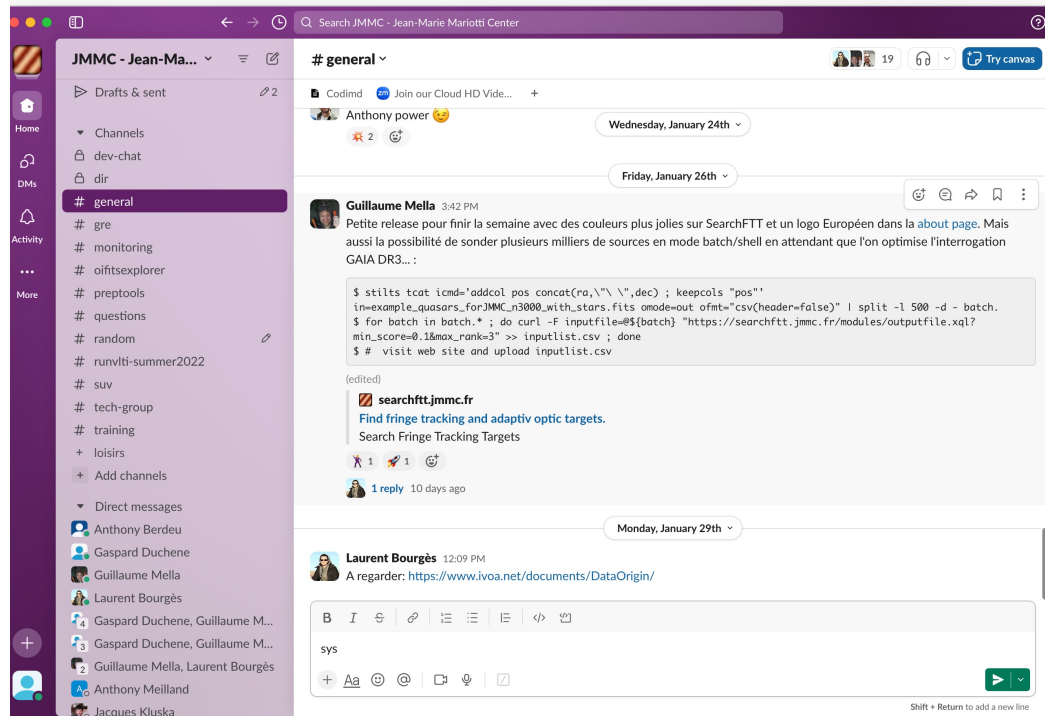 Search JMMC - Jean-Marie Mariotti Center
JMMC - Jean-Ma...
Drafts & sent 2
Home
DMs
Activity
More
Channels
dev-chat
dir
# general
# gre
# monitoring
# oifitsexplorer
# preptools
# questions
# random
# runvlti-summer2022
# suv
# tech-group
# training
+ loisirs
+ Add channels
Direct messages
Anthony Berdeu
Gaspard Duchene
Guillaume Mella
Laurent Bourgès
4 Gaspard Duchene, Guillaume M...
3 Gaspard Duchene, Guillaume M...
2 Guillaume Mella, Laurent Bourgès
A Anthony Meilland
Jacques Kluska
# general
19
Try canvas
Codimd zm Join our Cloud HD Vide... +
Anthony power 😉
Wednesday, January 24th
💥 2
Friday, January 26th
Guillaume Mella 3:42 PM
Petite release pour finir la semaine avec des couleurs plus jolies sur SearchFTT et un logo Européen dans la about page. Mais
aussi la possibilité de sonder plusieurs milliers de sources en mode batch/shell en attendant que l'on optimise l'interrogation
GAIA DR3... :
$ stilts tcat icmd='addcol pos concat(ra,\"\ \",dec) ; keepcols "pos"'
in=example_quasars_forJMMC_n3000_with_stars.fits omode=out ofmt="csv(header=false)" | split -l 500 -d - batch.
$ for batch in batch.* ; do curl -F inputfile=@${batch} "https://searchftt.jmmc.fr/modules/outputfile.xql?
min_score=0.1&max_rank=3" >> inputlist.csv ; done
$ #  visit web site and upload inputlist.csv
(edited)
searchftt.jmmc.fr
Find fringe tracking and adaptiv optic targets.
Search Fringe Tracking Targets
1 🚀 1
1 reply 10 days ago
Monday, January 29th
Laurent Bourgès 12:09 PM
A regarder: https://www.ivoa.net/documents/DataOrigin/
B I S
sys
+ Aa @
Shift + Return to add a new line